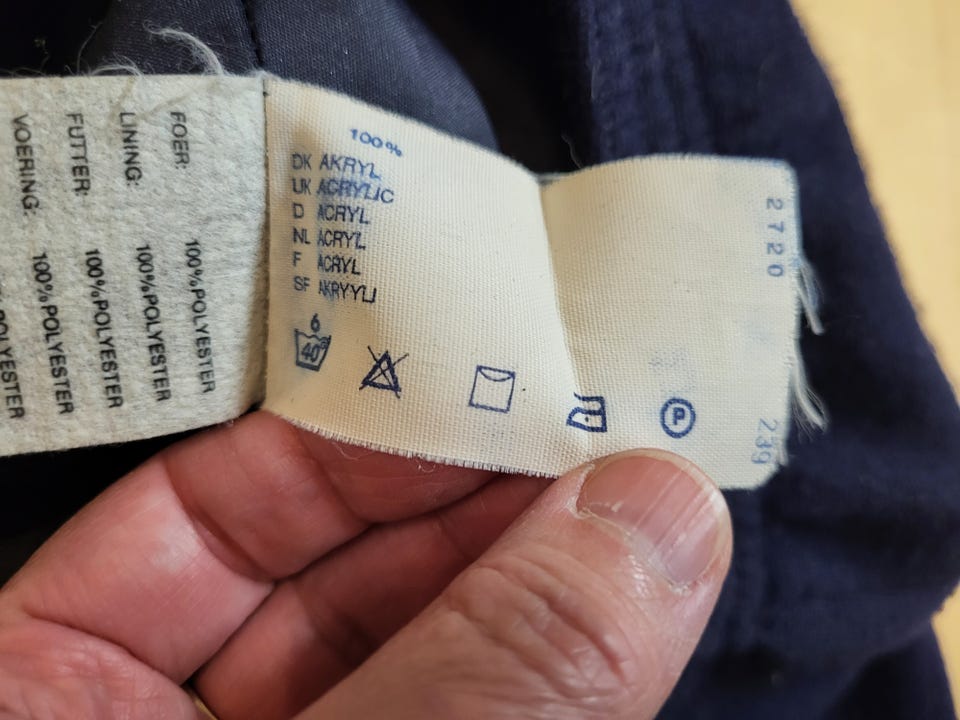 FOER: 100%POLYESTER
LINING: 100%POLYESTER
FUTTER: 100%POLYESTER
VOERING: 100%POLYESTER
POLYESTER
100%
DK AKRYL
UK ACRYLIC
D ACRYL
NL ACRYL
F ACRYL
SF AKRYYLI
6
40°
P
2720
239